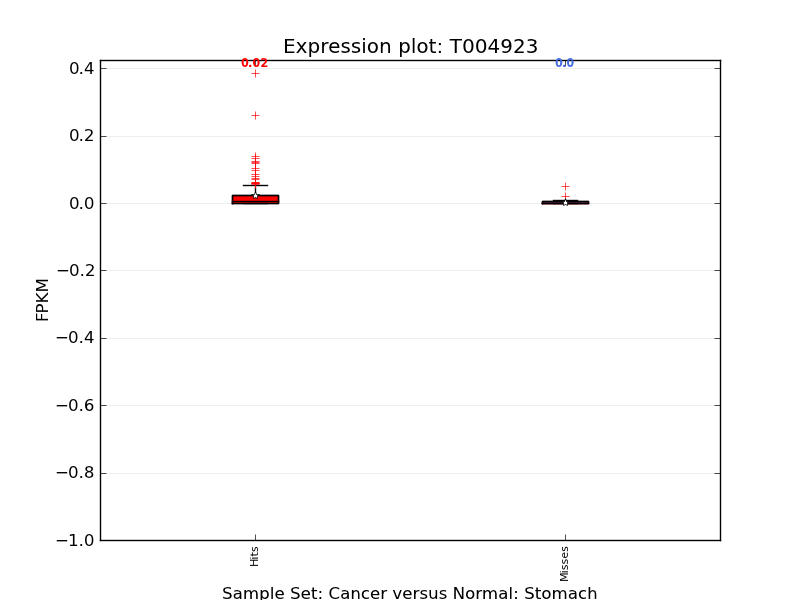 Expression plot: T004923
0.02
0.0
0.4
0.2
0.0
−0.2
−0.4
−0.6
−0.8
−1.0
FPKM
Hits
Misses
Sample Set: Cancer versus Normal: Stomach